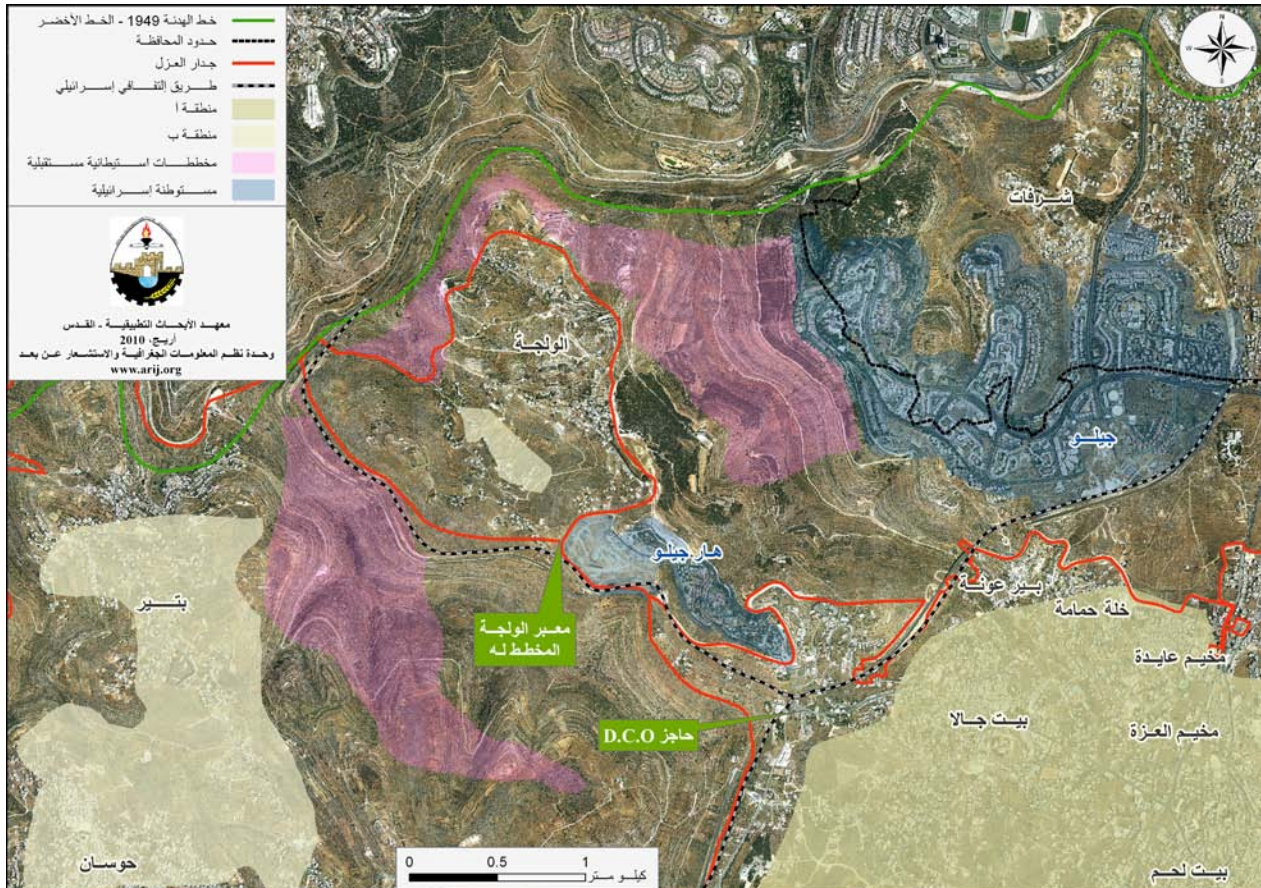 خط الهدنة 1949 - الخط الأخضر
حدود المحافظة
جدار العزل
طريق إلتفافي إسرائيلي
منطقة أ
منطقة ب
مخططات استيطانية مستقبلية
مستوطنة إسرائيلية
معهد الأبحاث التطبيقية - القدس
أريج، 2010
وحدة نظم المعلومات الجغرافية والاستشعار عن بعد
www.arij.org
N
W
E
S
شرفات
الولجة
جيلو
هار جيلو
بتير
بير عونة
خلة حمامة
معبر الولجة
المخطط له
مخيم عايدة
بيت جالا
مخيم العزة
حاجز D.C.O
حوسان
بيت لحم
0 0.5 1
كيلو متر